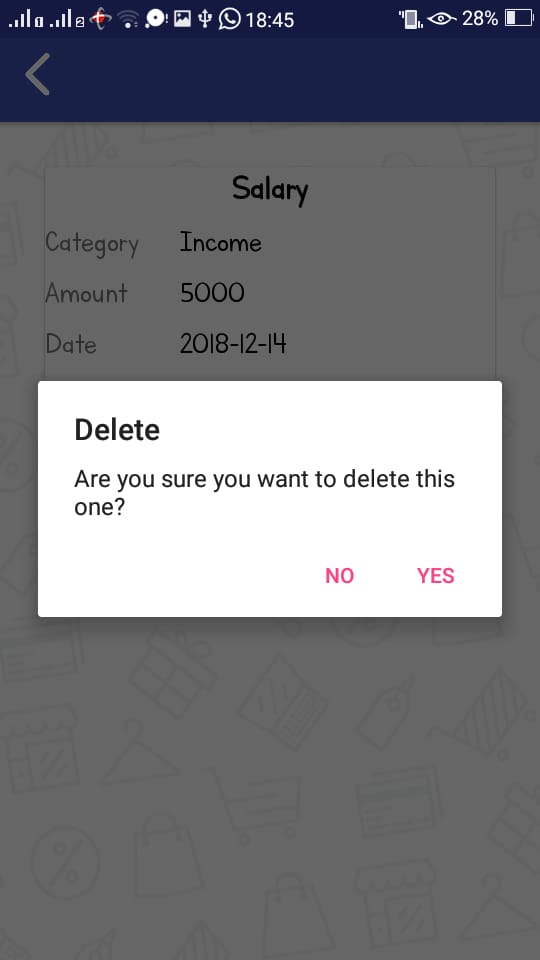 18:45 28%
Salary
Category Income
Amount 5000
Date 2018-12-14
Delete
Are you sure you want to delete this
one?
NO YES